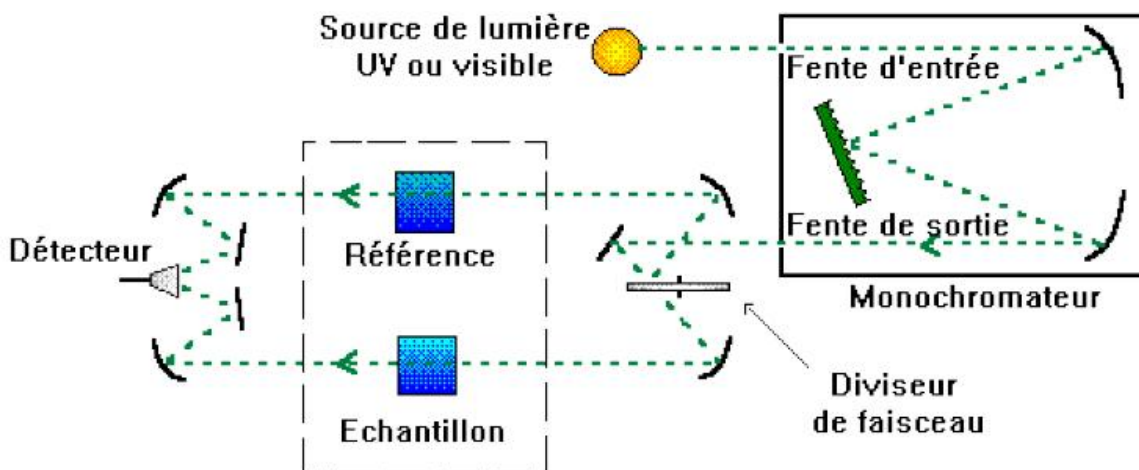 Source de lumière
UV ou visible
Fente d'entrée
Fente de sortie
Monochromateur
Détecteur
Référence
Diviseur
de faisceau
Echantillon